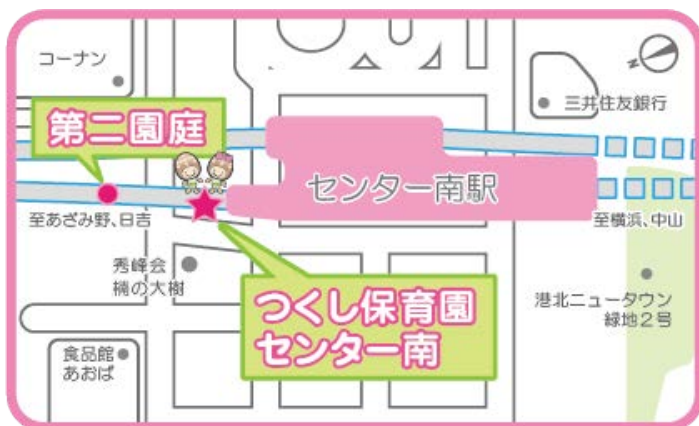 コーナン
N
三井住友銀行
第二園庭
センター南駅
至あざみ野、日吉
至横浜、中山
秀峰会
楠の大樹
つくし保育園
センター南
港北ニュータウン
緑地2号
食品館
あおば